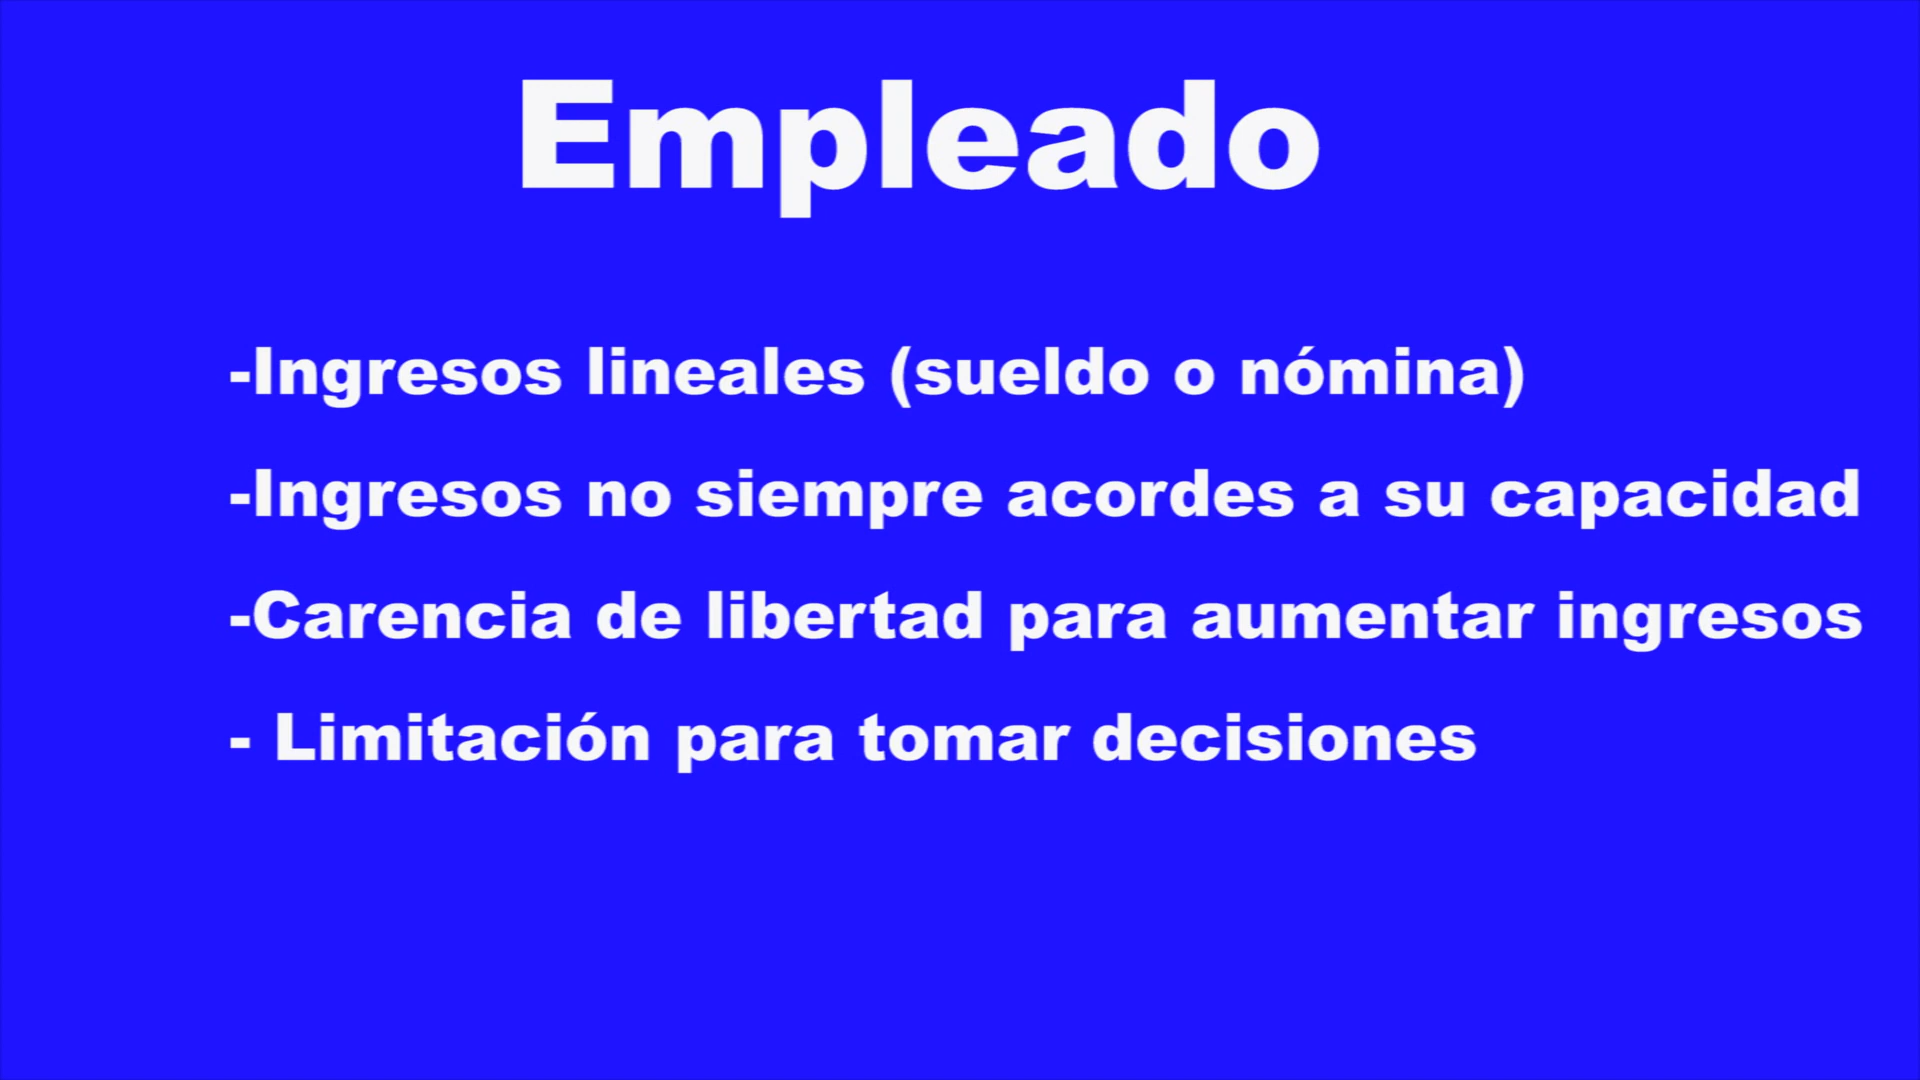 Empleado
-Ingresos lineales (sueldo o nómina)
-Ingresos no siempre acordes a su capacidad
-Carencia de libertad para aumentar ingresos
- Limitación para tomar decisiones